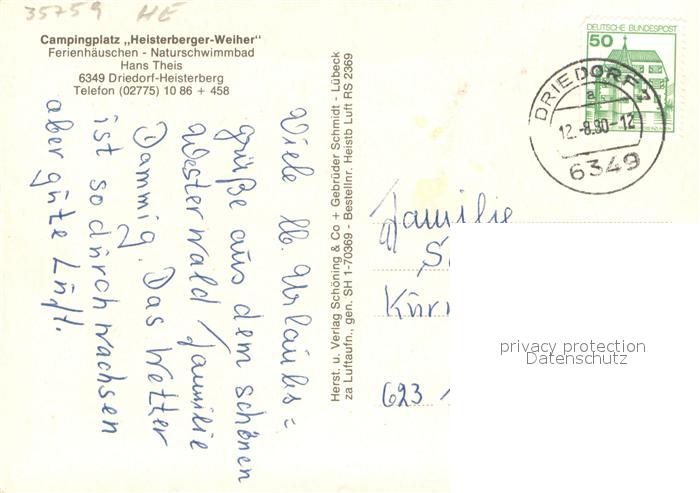 35759 HE
Campingplatz „Heisterberger-Weiher"
Ferienhäuschen - Naturschwimmbad
Hans Theis
6349 Driedorf-Heisterberg
Telefon (02775) 10 86 + 458
Viele lb. Urlaubs=
grüße aus dem schönen
Westerwald, Familie
Dammig. Das Wetter
ist so durchwachsen
aber gute Luft.
Herst. u. Verlag Schöning & Co + Gebrüder Schmidt - Lübeck
za Luftaufn., gen. SH 1-70369 - Bestellnr. Heistb Luft RS 2369
DEUTSCHE BUNDESPOST
50
DRIEDORF 1
a
12.-8.80-12
6349
Familie
623
privacy protection
Datenschutz